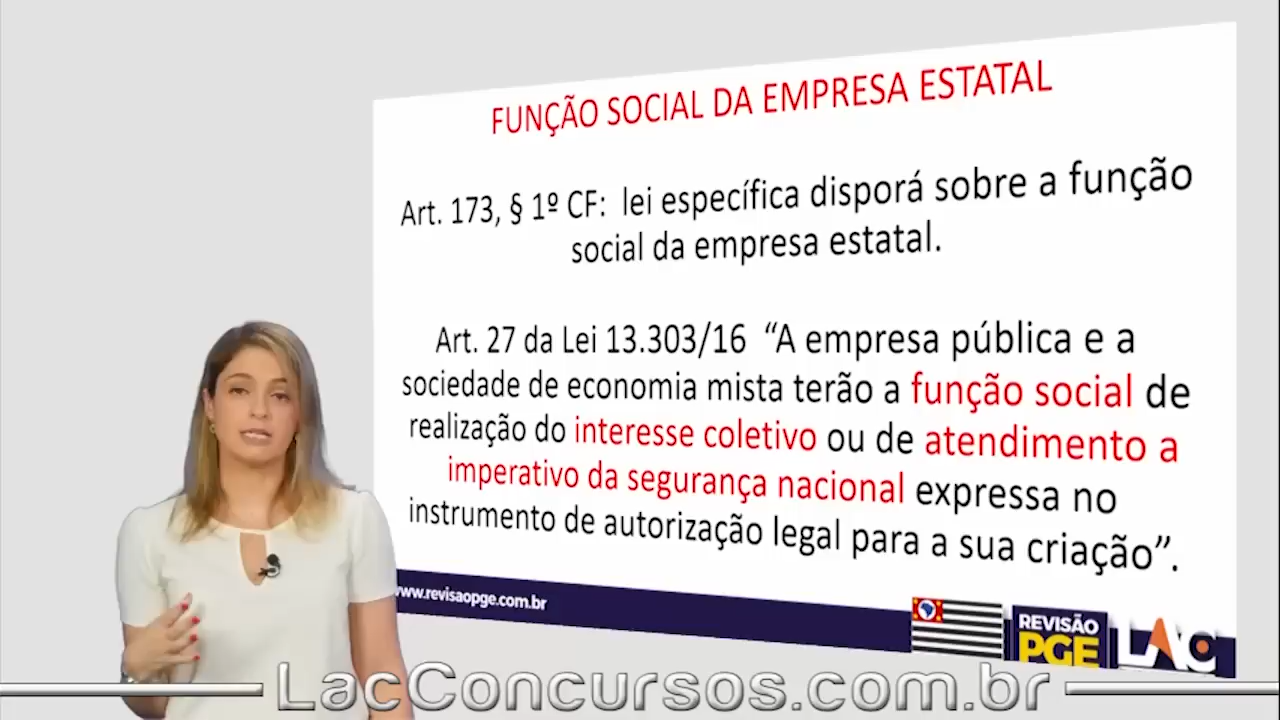 FUNÇÃO SOCIAL DA EMPRESA ESTATAL
Art. 173, § 1º CF: lei específica disporá sobre a função
social da empresa estatal.
Art. 27 da Lei 13.303/16 “A empresa pública e a
sociedade de economia mista terão a função social de
realização do interesse coletivo ou de atendimento a
imperativo da segurança nacional expressa no
instrumento de autorização legal para a sua criação”.
www.revisaopge.com.br
REVISÃO
PGE
LAC
LacConcursos.com.br